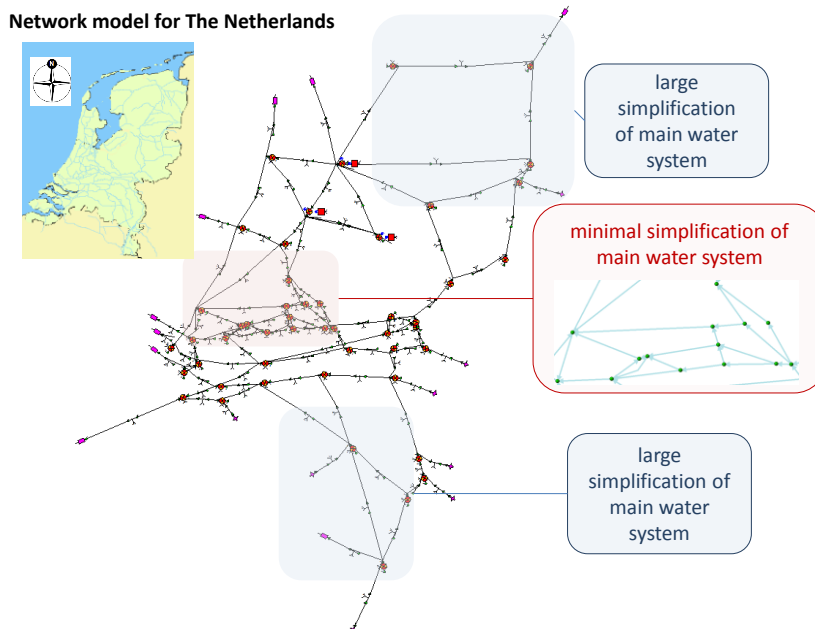 Network model for The Netherlands
N
large
simplification
of main water
system
minimal simplification of
main water system
large
simplification of
main water
system